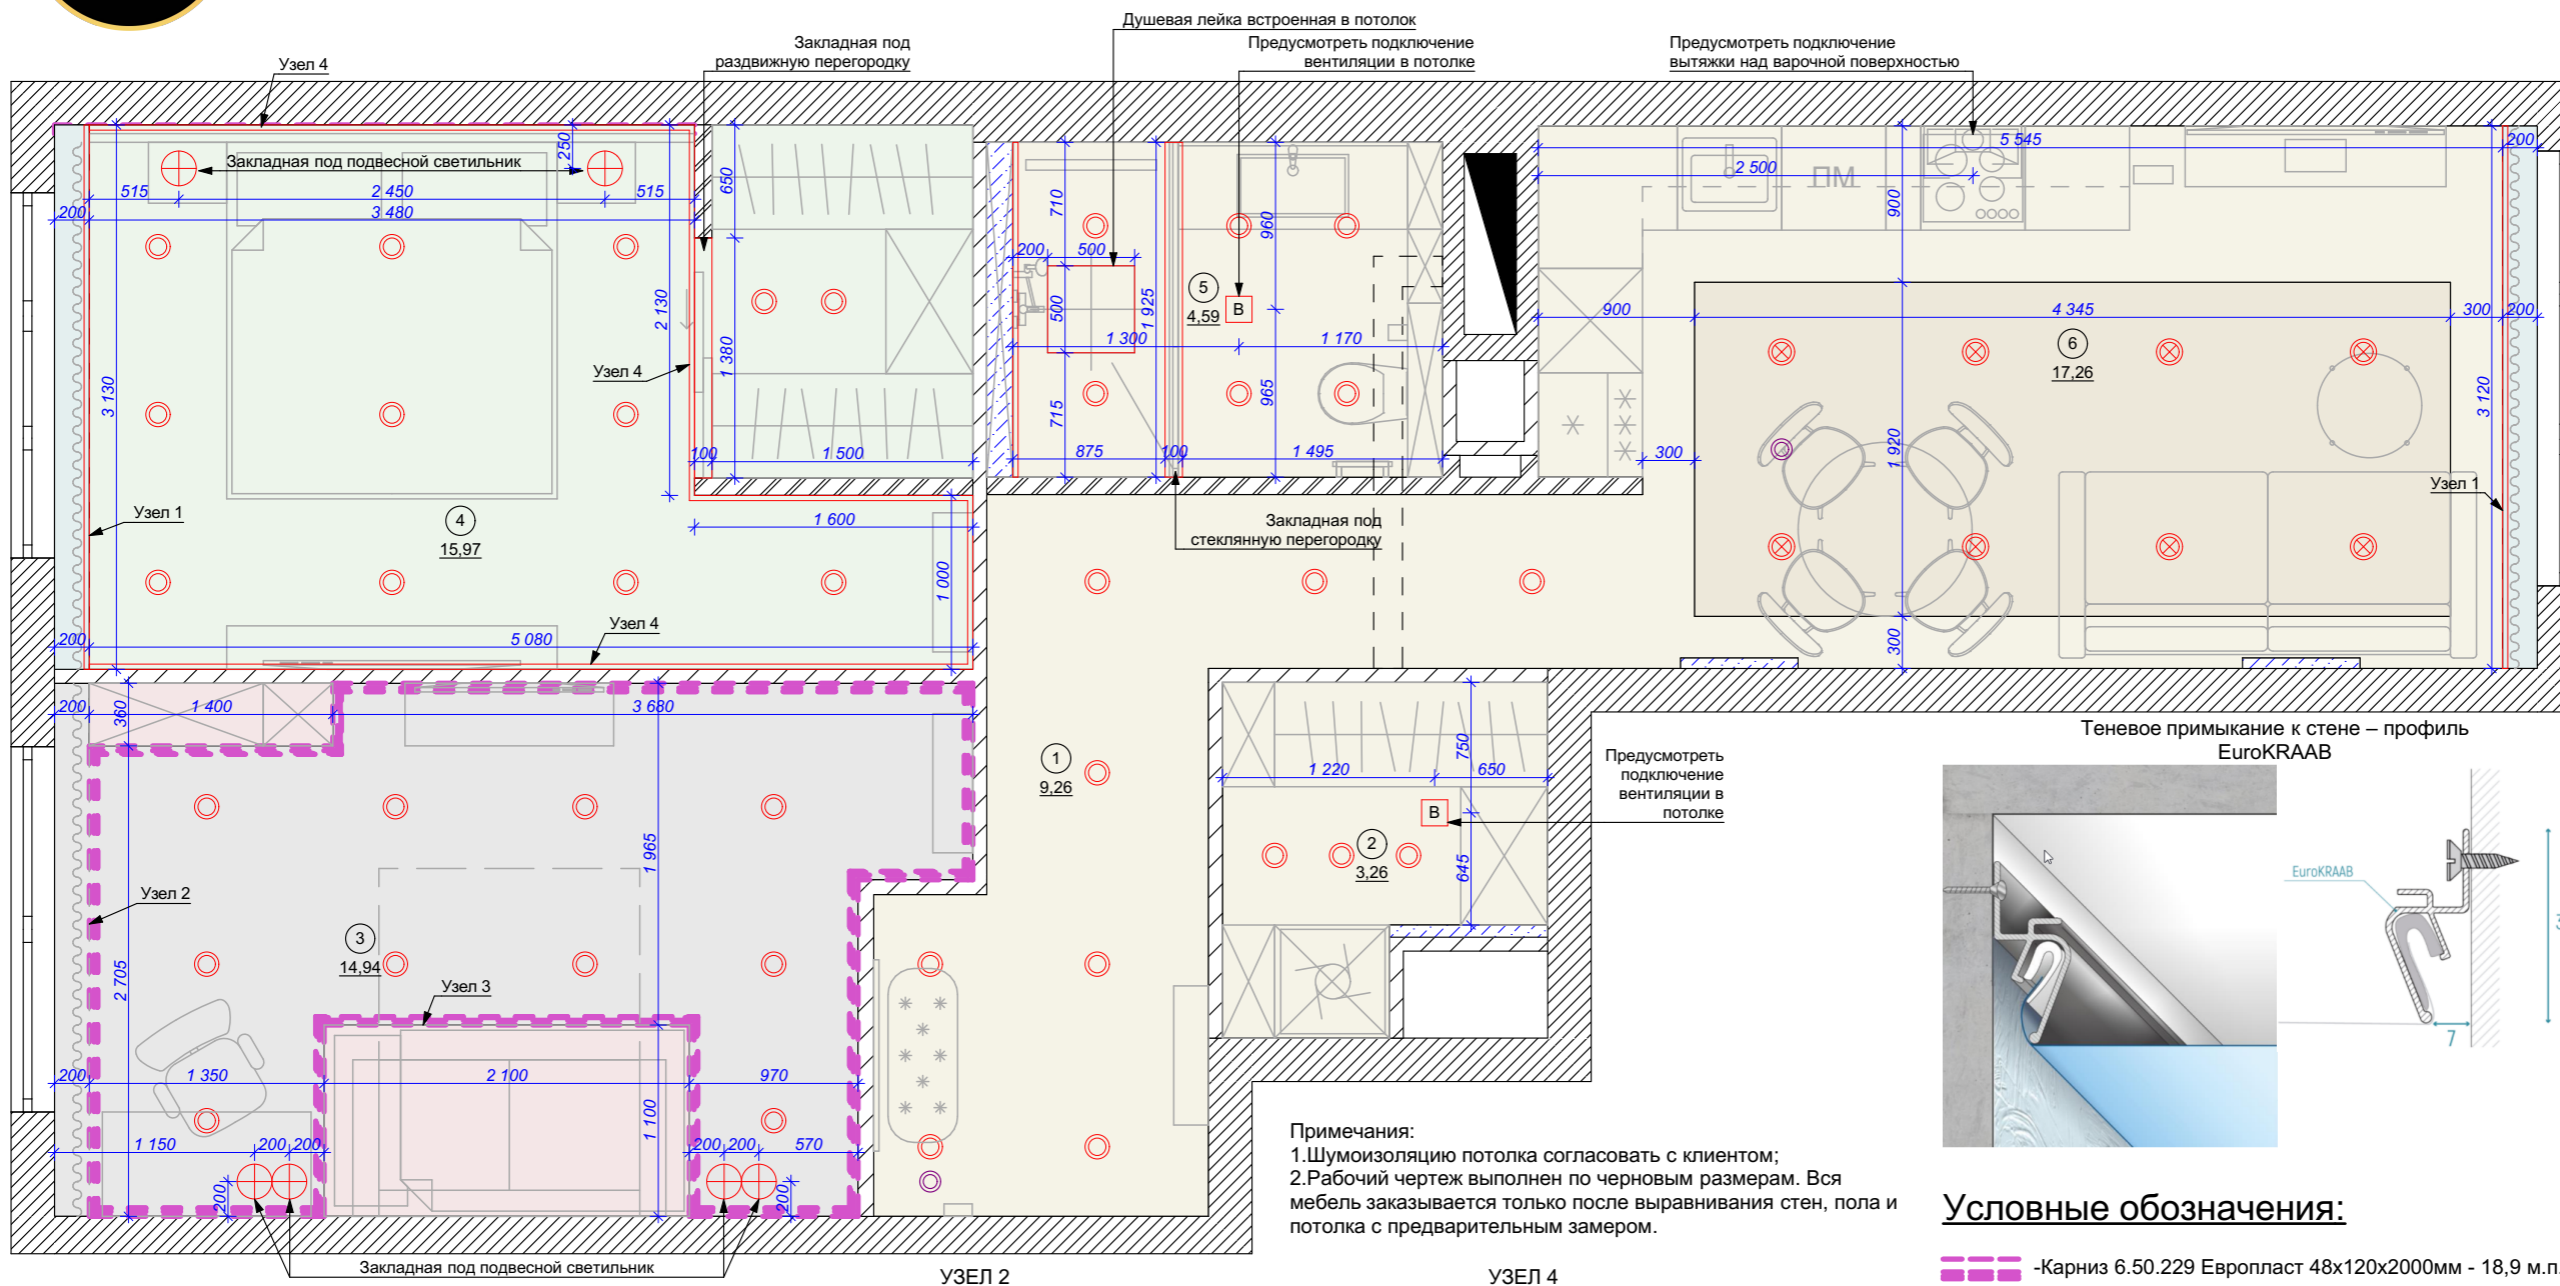 Душевая лейка встроенная в потолок
Узел 4
Закладная под
раздвижную перегородку
Предусмотреть подключение
вентиляции в потолке
Предусмотреть подключение
вытяжки над варочной поверхностью
Закладная под подвесной светильник
250
515
2 450
515
200
3 480
650
2 130
1 380
3 130
Узел 4
Узел 1
4
15,97
100
1 500
1 600
1 000
Узел 4
200
5 080
710
960
200
500
500
1 925
5
4,59
В
1 300
1 170
715
965
875
100
1 495
Закладная под
стеклянную перегородку
5 545
200
2 500
ПМ
900
900
4 345
300
200
6
17,26
3 120
1 920
300
Узел 1
300
200
360
1 400
3 680
1 965
Узел 2
3
14,94
2 705
Узел 3
200
1 350
2 100
970
1 100
1 150
200
200
200
200
570
200
200
Закладная под подвесной светильник
1
9,26
750
1 220
650
В
2
3,26
645
Предусмотреть
подключение
вентиляции в
потолке
Теневое примыкание к стене – профиль
EuroKRAAB
EuroKRAAB
7
Примечания:
1.Шумоизоляцию потолка согласовать с клиентом;
2.Рабочий чертеж выполнен по черновым размерам. Вся
мебель заказывается только после выравнивания стен, пола и
потолка с предварительным замером.
Условные обозначения:
-Карниз 6.50.229 Европласт 48х120х2000мм - 18,9 м.п.
УЗЕЛ 2
УЗЕЛ 4